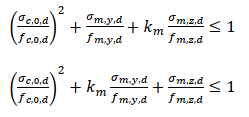 (σc,0,d / fc,0,d)² + σm,y,d / fm,y,d + km σm,z,d / fm,z,d ≤ 1
(σc,0,d / fc,0,d)² + km σm,y,d / fm,y,d + σm,z,d / fm,z,d ≤ 1